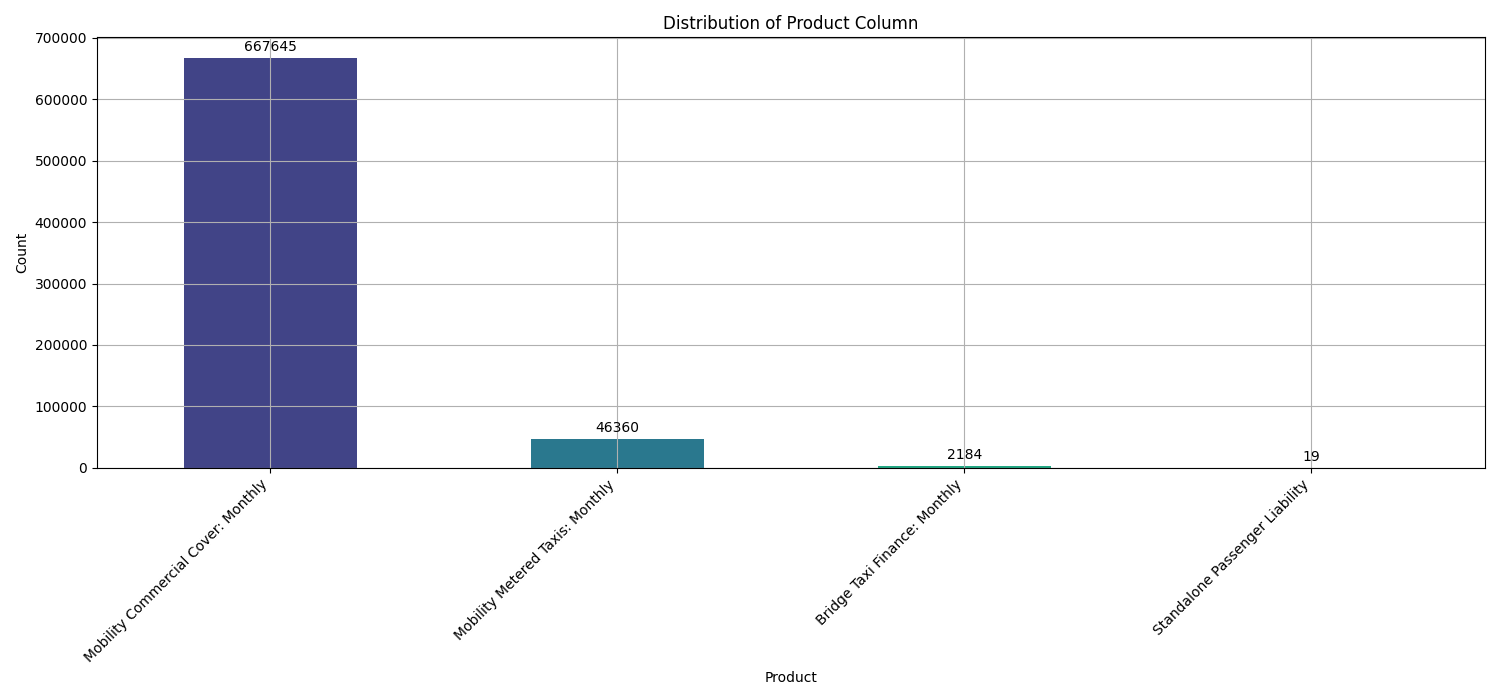 Distribution of Product Column
700000
600000
500000
400000
300000
200000
100000
0
Count
667645
46360
2184
19
Mobility Commercial Cover: Monthly
Mobility Metered Taxis: Monthly
Bridge Taxi Finance: Monthly
Standalone Passenger Liability
Product